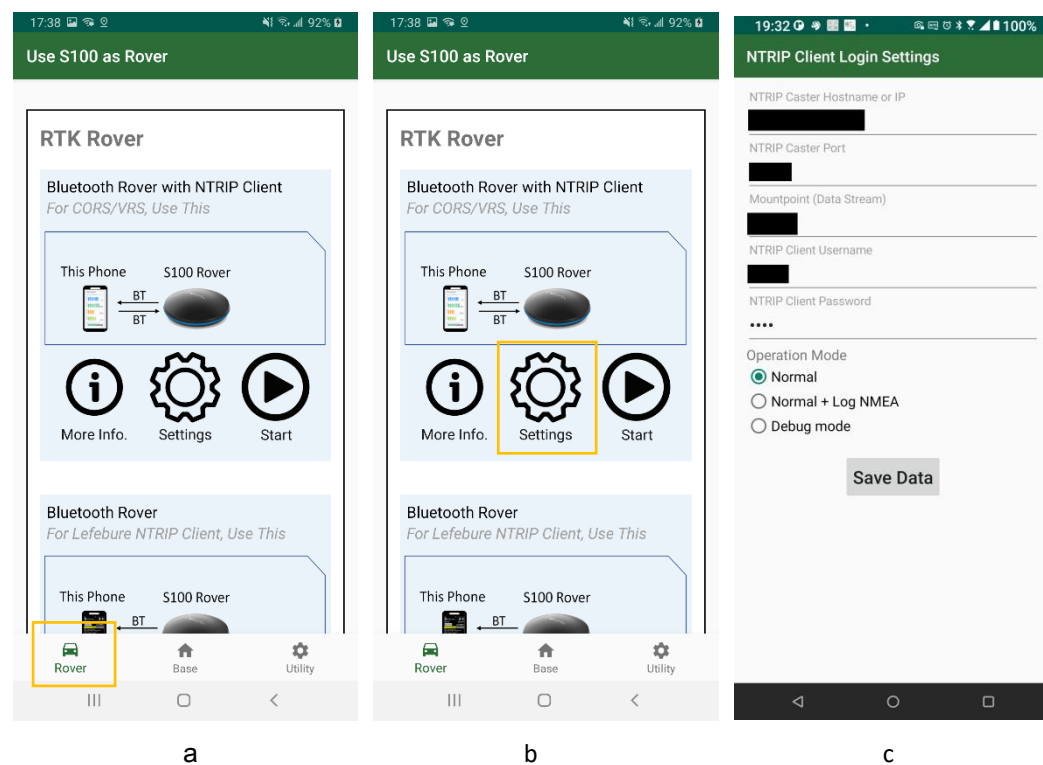 17:38
92%
Use S100 as Rover
RTK Rover
Bluetooth Rover with NTRIP Client
For CORS/VRS, Use This
This Phone
S100 Rover
BT
BT
More Info.
Settings
Start
Bluetooth Rover
For Lefebure NTRIP Client, Use This
This Phone
S100 Rover
BT
Rover
Base
Utility
a
17:38
92%
Use S100 as Rover
RTK Rover
Bluetooth Rover with NTRIP Client
For CORS/VRS, Use This
This Phone
S100 Rover
BT
BT
More Info.
Settings
Start
Bluetooth Rover
For Lefebure NTRIP Client, Use This
This Phone
S100 Rover
BT
Rover
Base
Utility
b
19:32
100%
NTRIP Client Login Settings
NTRIP Caster Hostname or IP
NTRIP Caster Port
Mountpoint (Data Stream)
NTRIP Client Username
NTRIP Client Password
••••
Operation Mode
Normal
Normal + Log NMEA
Debug mode
Save Data
c